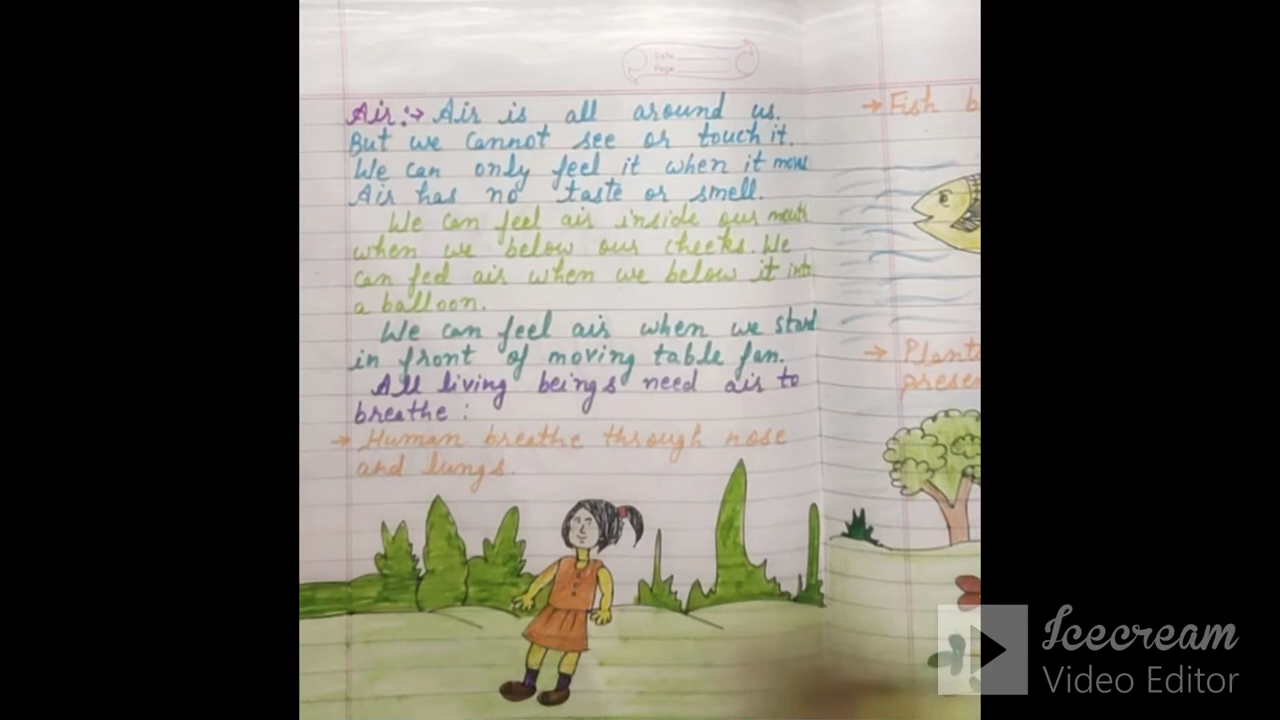 Date
Page
Air:→ Air is all around us.
But we cannot see or touch it.
We can only feel it when it move
Air has no taste or smell.
We can feel air inside our mouth
when we below our cheeks. We
can feel air when we below it into
a balloon.
We can feel air when we stand
in front of moving table fan.
All living beings need air to
breathe :
→ Human breathe through nose
and lungs.
→ Fish b
→ Plants
presen
Icecream
Video Editor